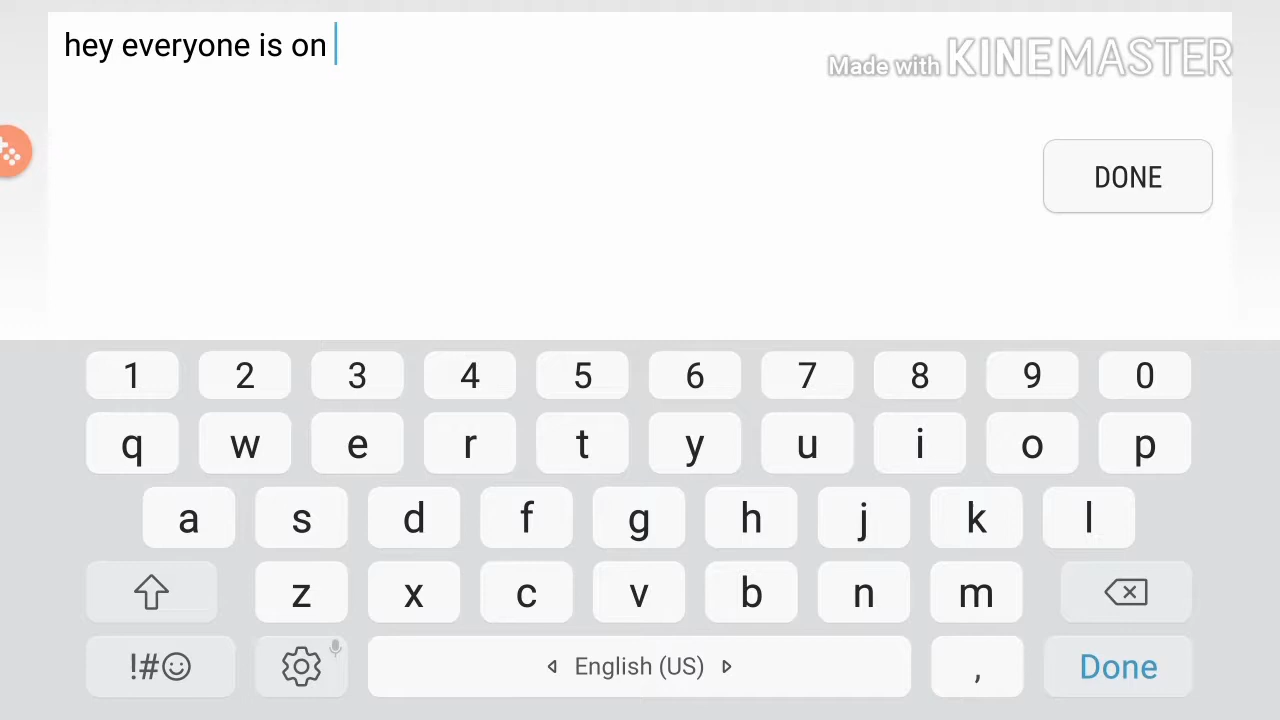 hey everyone is on
Made with KINEMASTER
DONE
1 2 3 4 5 6 7 8 9 0
q w e r t y u i o p
a s d f g h j k l
z x c v b n m
!#☺ English (US) , Done